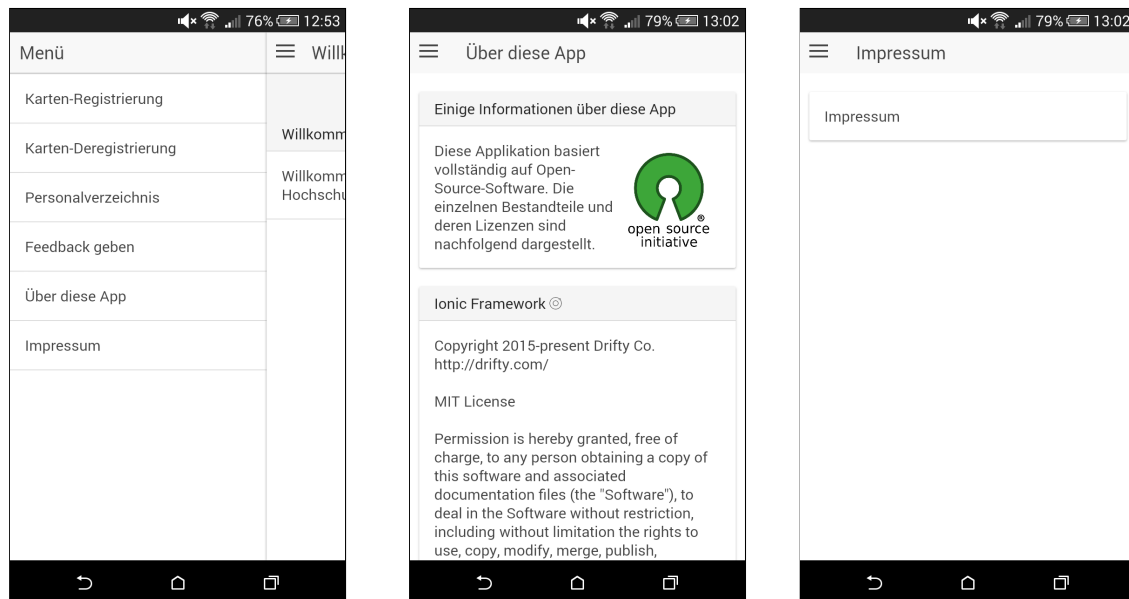 76% 12:53
Menü
Willk
Karten-Registrierung
Karten-Deregistrierung
Personalverzeichnis
Feedback geben
Über diese App
Impressum
Willkomm
Willkomm
Hochschu
79% 13:02
Über diese App
Einige Informationen über diese App
Diese Applikation basiert
vollständig auf Open-
Source-Software. Die
einzelnen Bestandteile und
deren Lizenzen sind
nachfolgend dargestellt.
®
open source
initiative
Ionic Framework
Copyright 2015-present Drifty Co.
http://drifty.com/
MIT License
Permission is hereby granted, free of
charge, to any person obtaining a copy of
this software and associated
documentation files (the "Software"), to
deal in the Software without restriction,
including without limitation the rights to
use, copy, modify, merge, publish,
79% 13:02
Impressum
Impressum